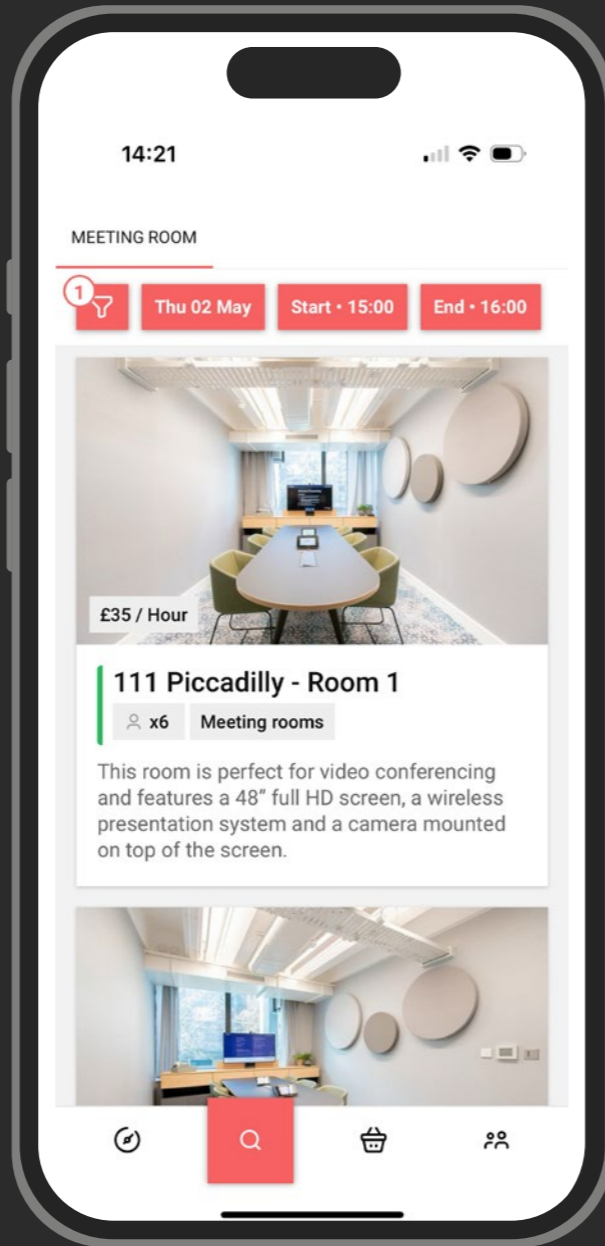 14:21
MEETING ROOM
1
Thu 02 May
Start • 15:00
End • 16:00
£35 / Hour
111 Piccadilly - Room 1
x6
Meeting rooms
This room is perfect for video conferencing
and features a 48” full HD screen, a wireless
presentation system and a camera mounted
on top of the screen.